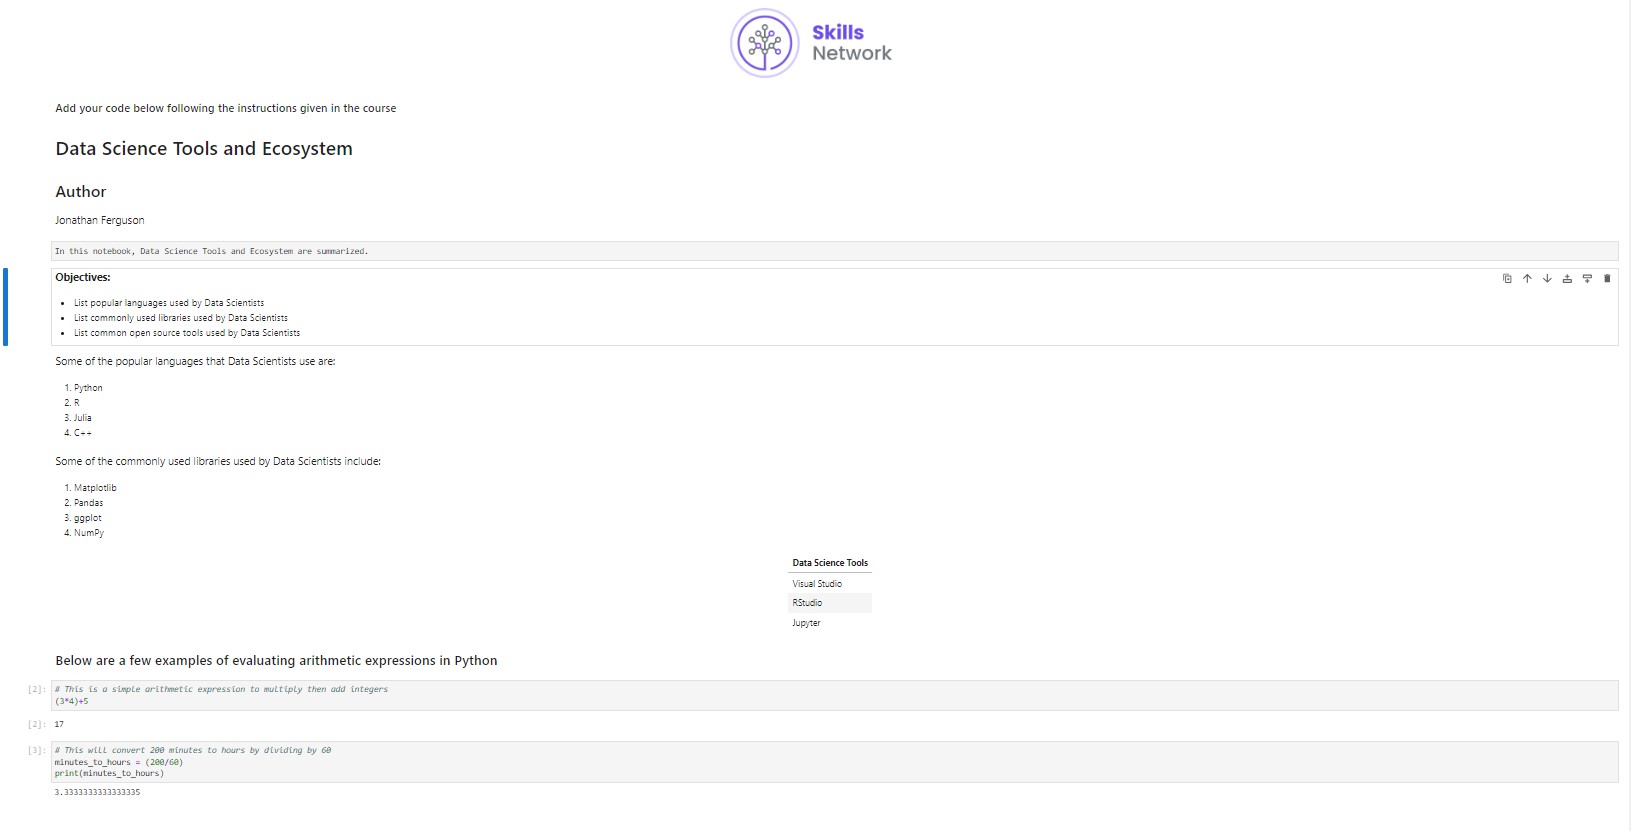 Skills
Network
Add your code below following the instructions given in the course
Data Science Tools and Ecosystem
Author
Jonathan Ferguson
In this notebook, Data Science Tools and Ecosystem are summarized.
Objectives:
• List popular languages used by Data Scientists
• List commonly used libraries used by Data Scientists
• List common open source tools used by Data Scientists
Some of the popular languages that Data Scientists use are:
1. Python
2. R
3. Julia
4. C++
Some of the commonly used libraries used by Data Scientists include:
1. Matplotlib
2. Pandas
3. ggplot
4. NumPy
Data Science Tools
Visual Studio
RStudio
Jupyter
Below are a few examples of evaluating arithmetic expressions in Python
[2]: # This is a simple arithmetic expression to multiply then add integers
(3*4)+5
[2]: 17
[3]: # This will convert 200 minutes to hours by dividing by 60
minutes_to_hours = (200/60)
print(minutes_to_hours)
3.3333333333333335